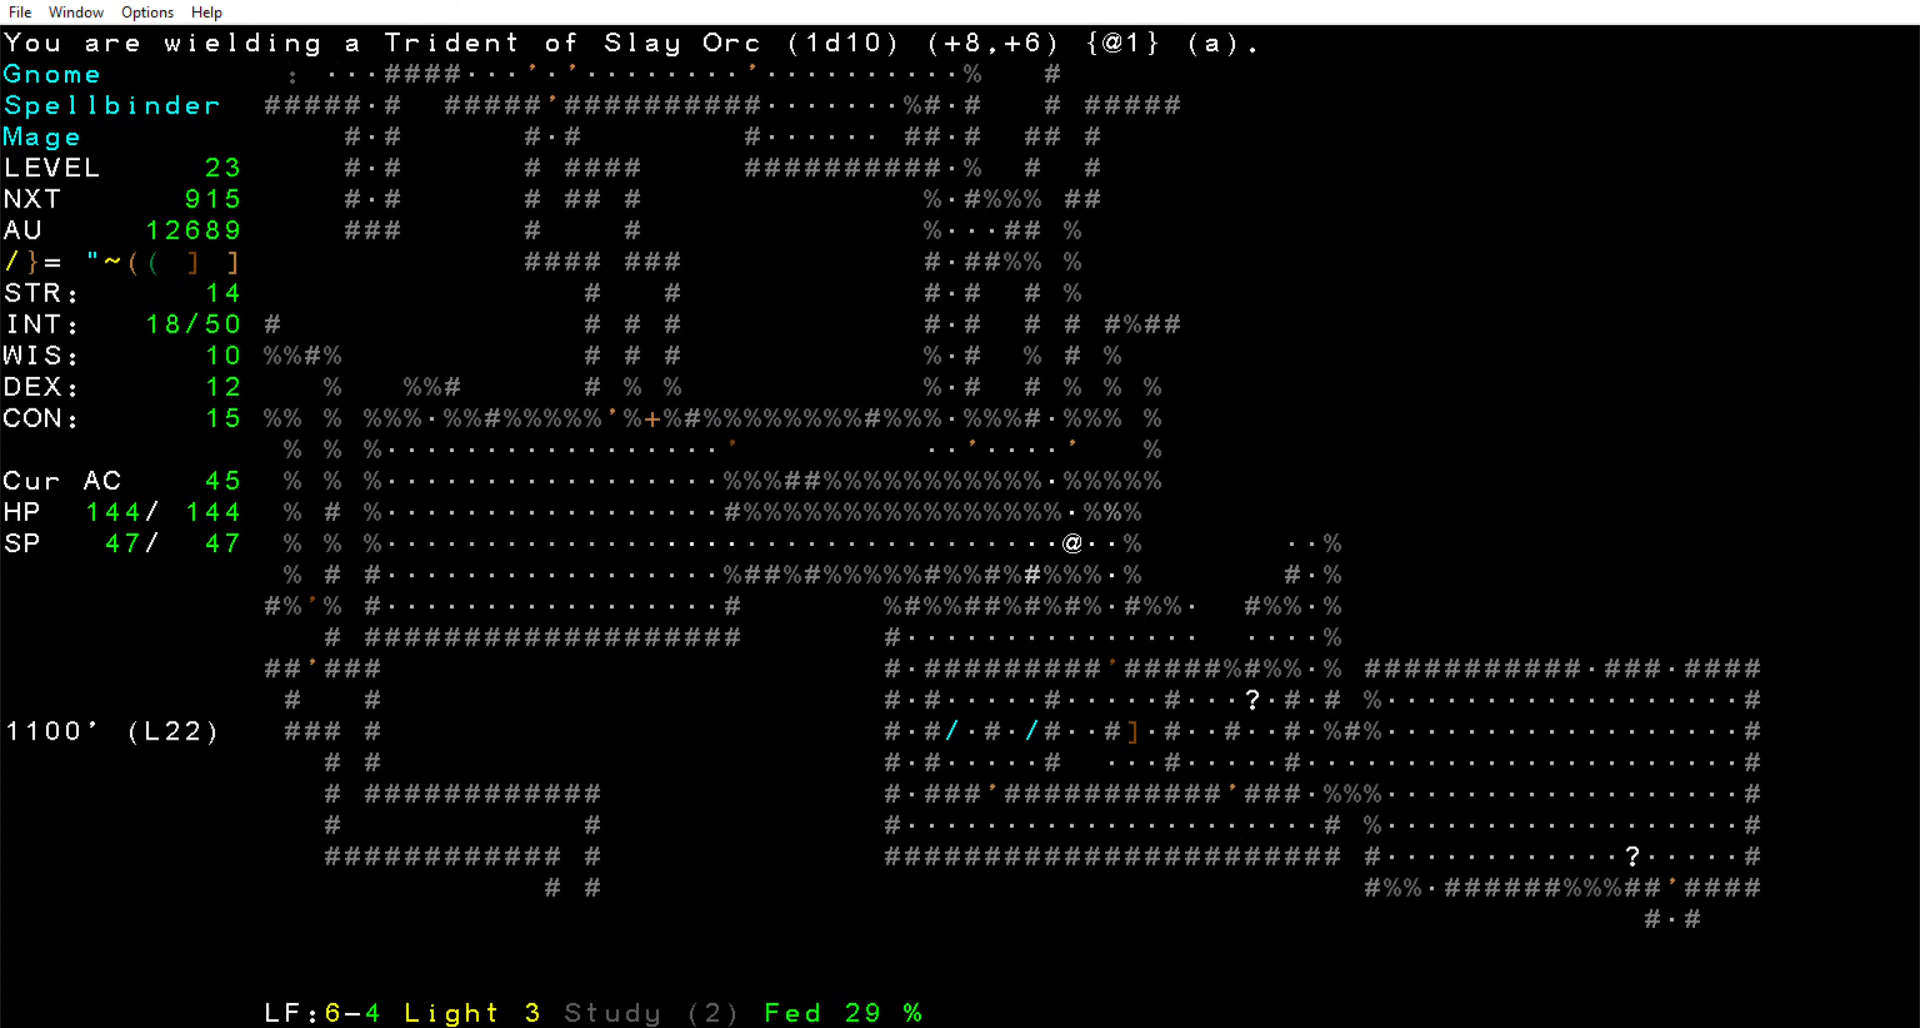 File Window Options Help
You are wielding a Trident of Slay Orc (1d10) (+8,+6) {@1} (a).
Gnome
Spellbinder
Mage
LEVEL 23
NXT 915
AU 12689
/}= "~(( ] ]
STR: 14
INT: 18/50
WIS: 10
DEX: 12
CON: 15
Cur AC 45
HP 144/ 144
SP 47/ 47
1100' (L22)
LF:6-4 Light 3 Study (2) Fed 29 %